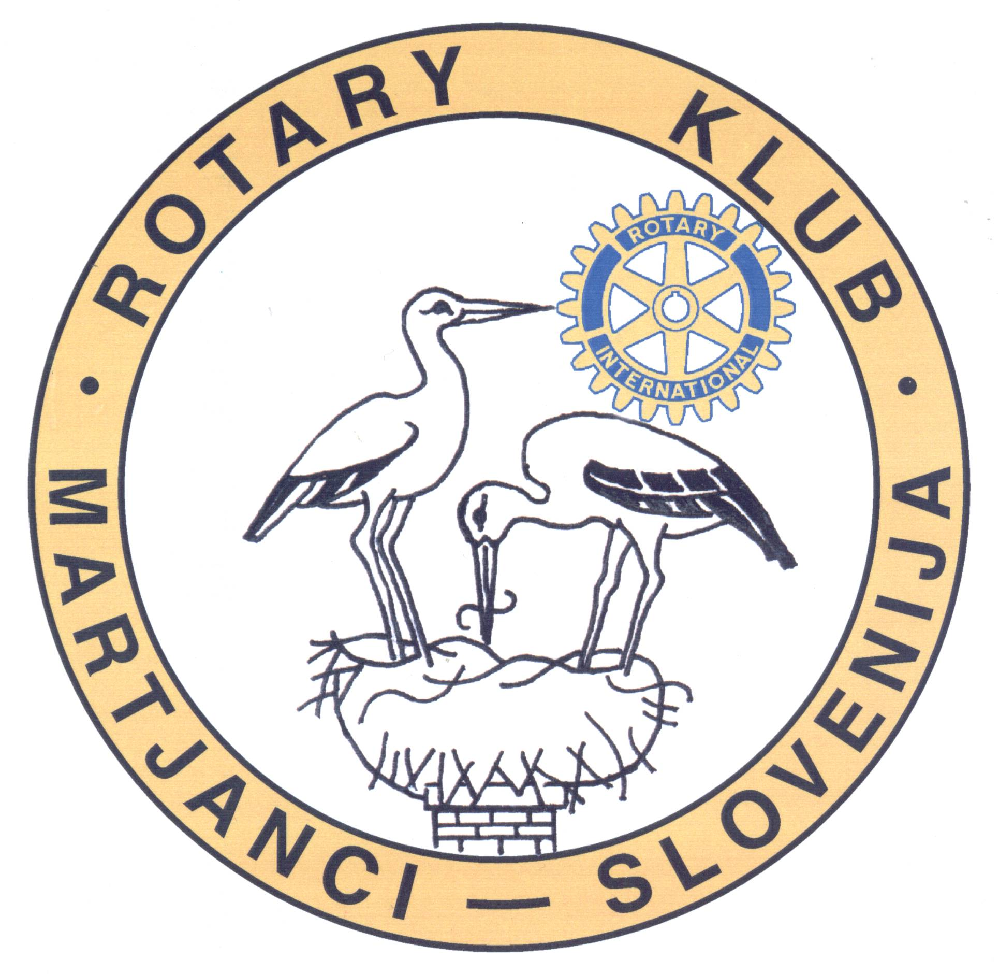 ROTARY KLUB
• MARTJANCI — SLOVENIJA •
ROTARY
INTERNATIONAL